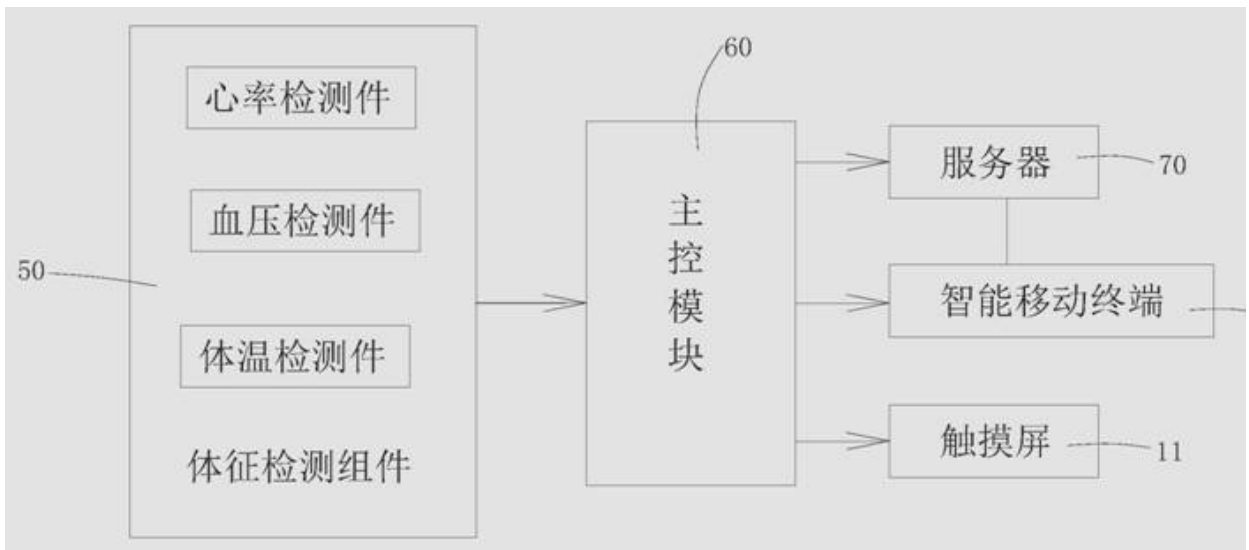 心率检测件
血压检测件
50
体温检测件
体征检测组件
60
主控模块
服务器
70
智能移动终端
触摸屏
11